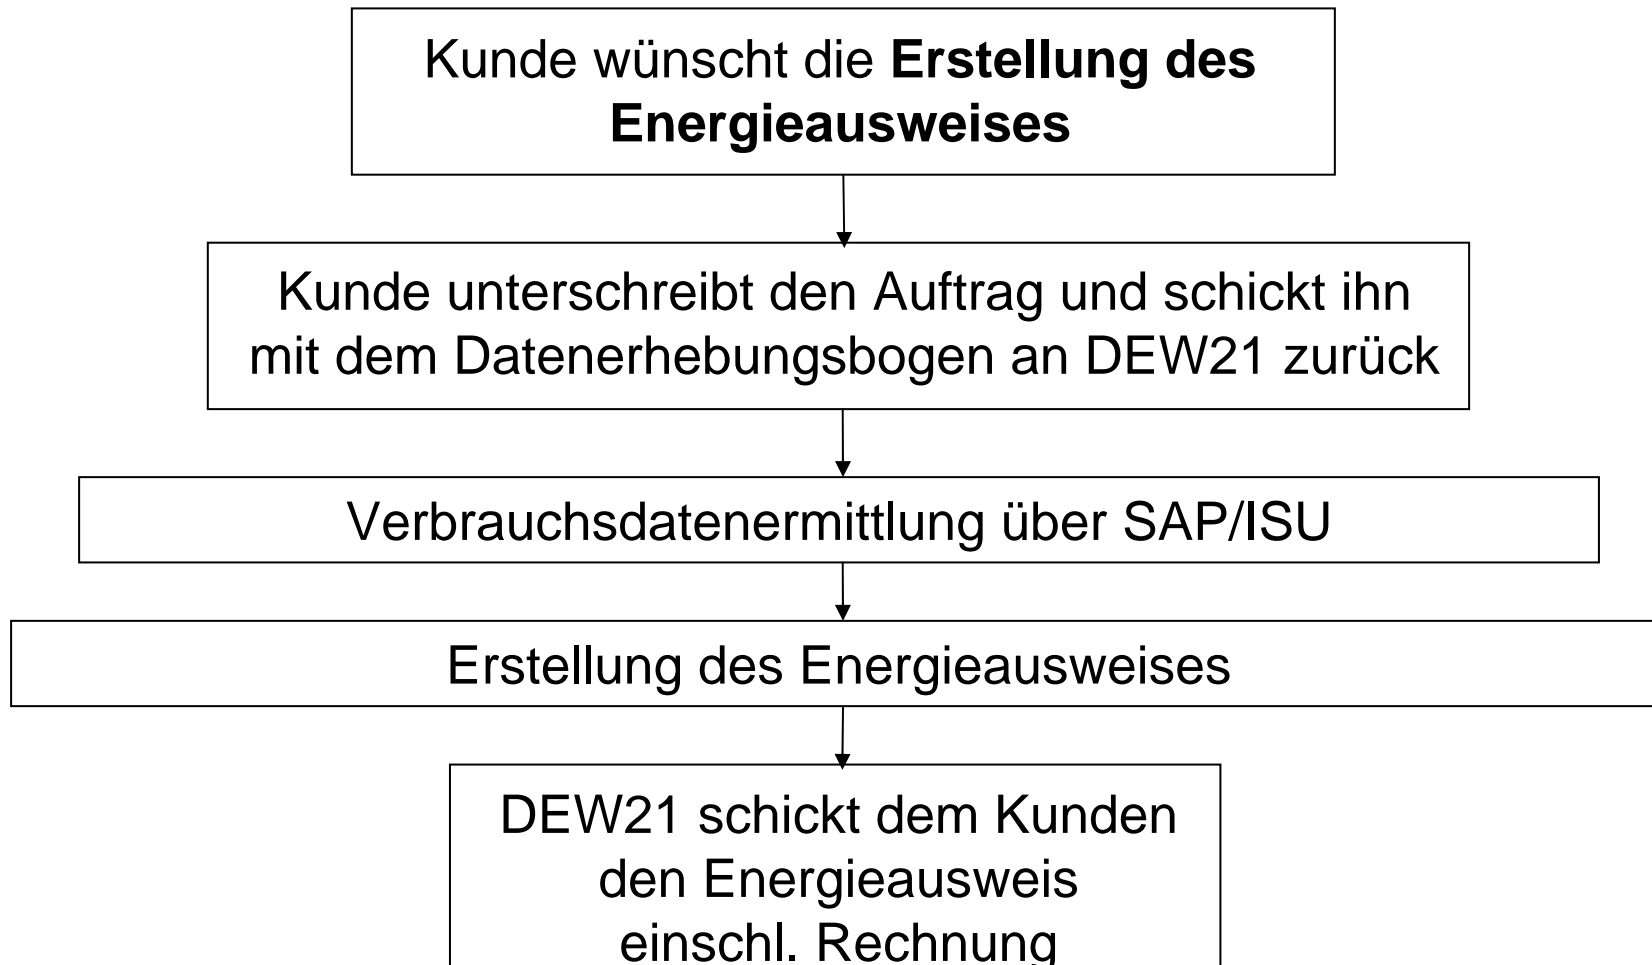 Kunde wünscht die Erstellung des
Energieausweises
Kunde unterschreibt den Auftrag und schickt ihn
mit dem Datenerhebungsbogen an DEW21 zurück
Verbrauchsdatenermittlung über SAP/ISU
Erstellung des Energieausweises
DEW21 schickt dem Kunden
den Energieausweis
einschl. Rechnung